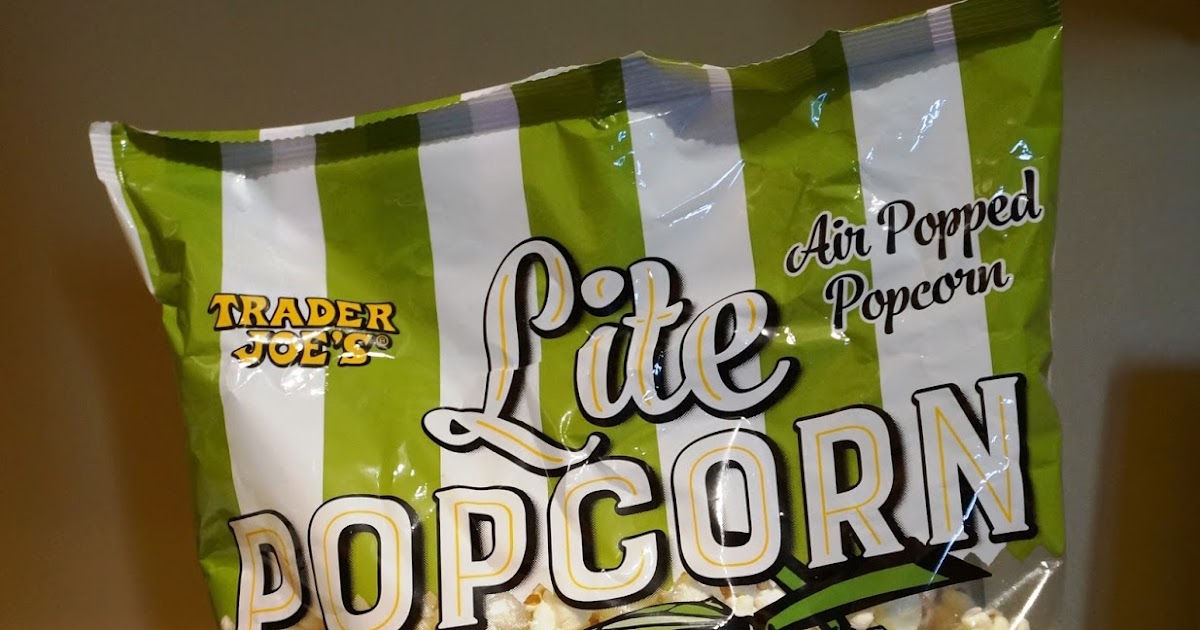 TRADER
JOE'S®
Lite
POPCORN
Air Popped
Popcorn